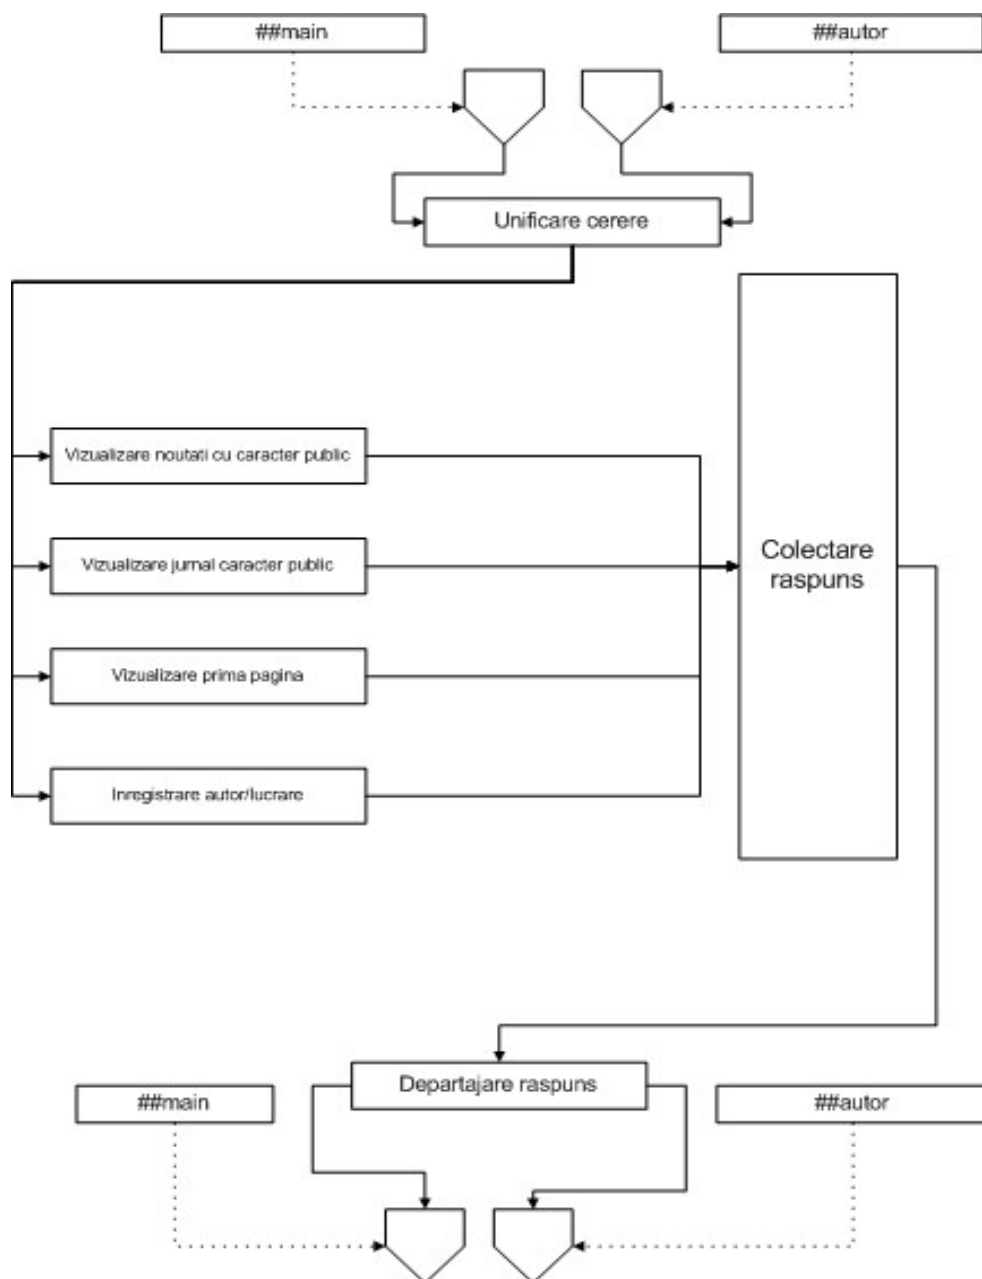 ##main
##autor
Unificare cerere
Vizualizare noutati cu caracter public
Vizualizare jurnal caracter public
Colectare
raspuns
Vizualizare prima pagina
Inregistrare autor/lucrare
Departajare raspuns
##main
##autor